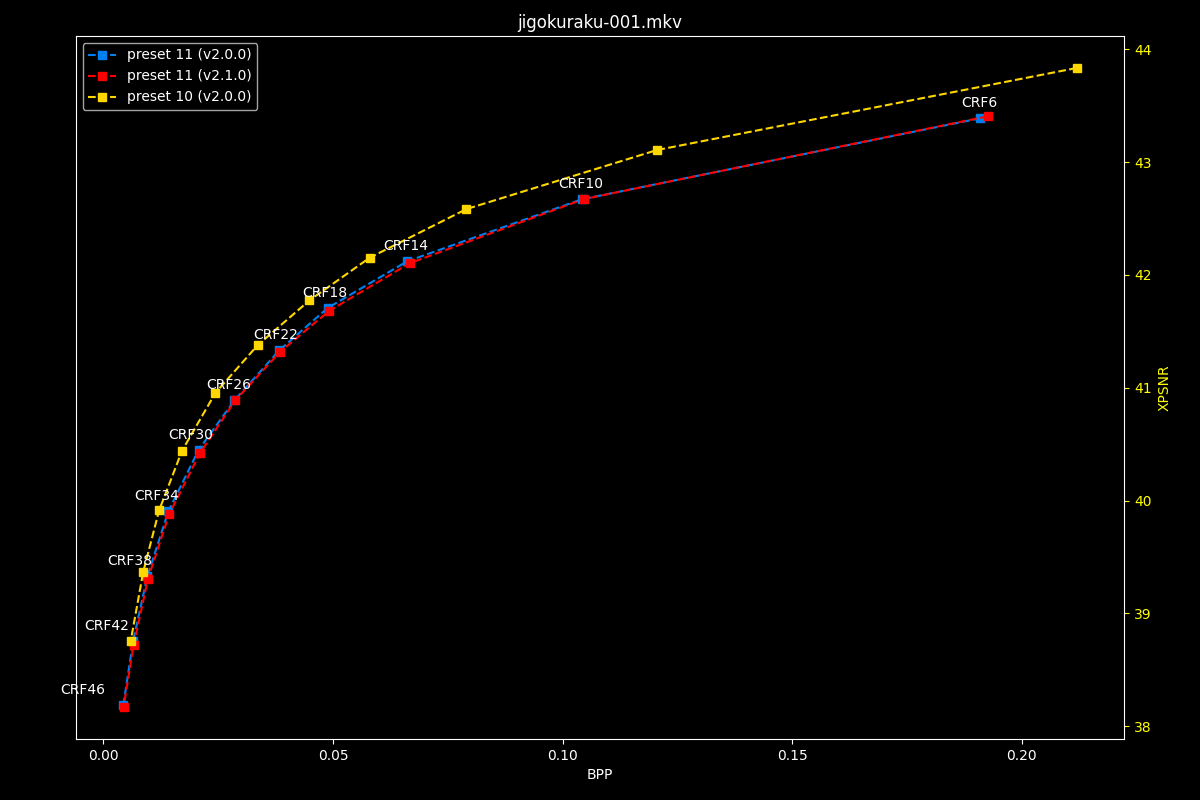 jigokuraku-001.mkv
preset 11 (v2.0.0)
preset 11 (v2.1.0)
preset 10 (v2.0.0)
44
CRF6
43
CRF10
CRF14
42
CRF18
CRF22
41
CRF26
XPSNR
CRF30
CRF34
40
CRF38
CRF42
39
CRF46
38
0.00 0.05 0.10 0.15 0.20
BPP